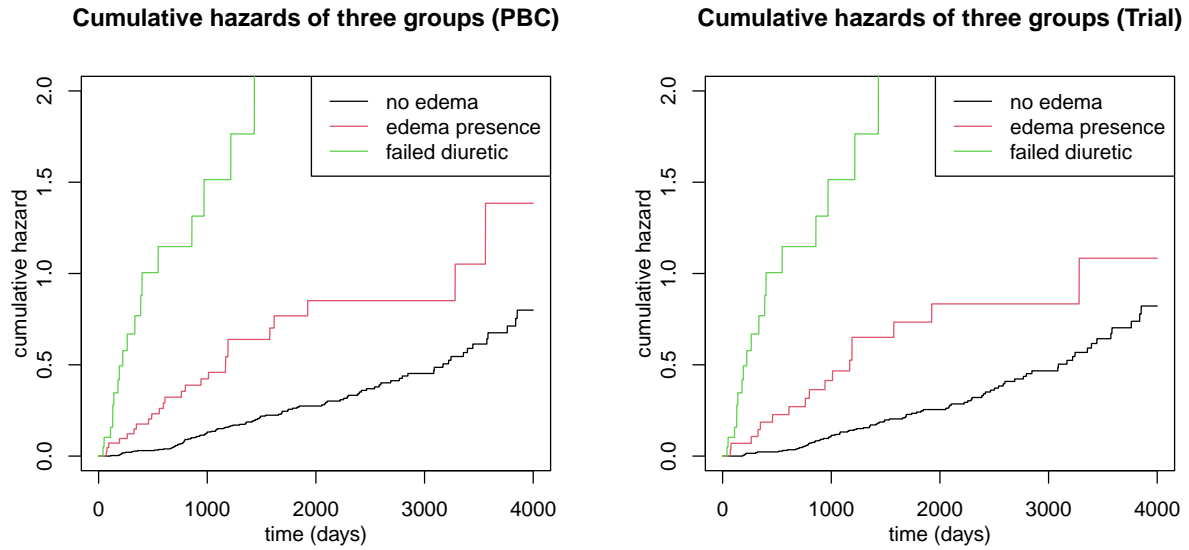 Cumulative hazards of three groups (PBC)
cumulative hazard
2.0
1.5
1.0
0.5
0.0
no edema
edema presence
failed diuretic
0 1000 2000 3000 4000
time (days)
Cumulative hazards of three groups (Trial)
cumulative hazard
2.0
1.5
1.0
0.5
0.0
no edema
edema presence
failed diuretic
0 1000 2000 3000 4000
time (days)